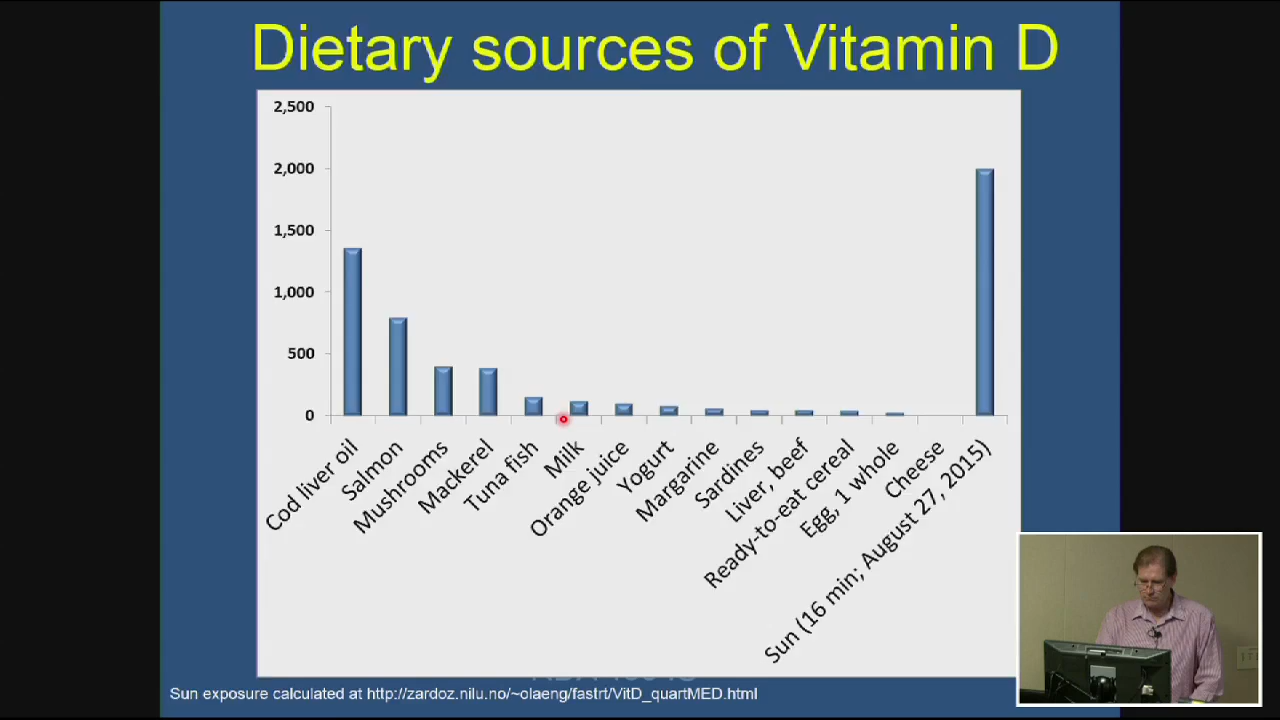 Dietary sources of Vitamin D
2,500
2,000
1,500
1,000
500
0
Cod liver oil
Salmon
Mushrooms
Mackerel
Tuna fish
Milk
Orange juice
Yogurt
Margarine
Sardines
Liver, beef
Ready-to-eat cereal
Egg, 1 whole
Cheese
Sun (16 min; August 27, 2015)
Sun exposure calculated at http://zardoz.nilu.no/~olaeng/fastrt/VitD_quartMED.html